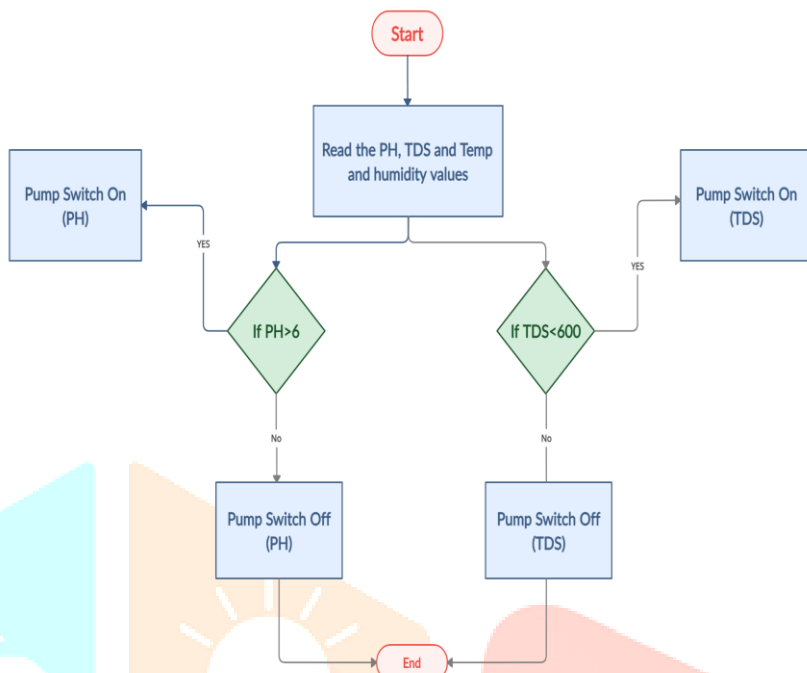 Start
Read the PH, TDS and Temp
and humidity values
Pump Switch On
(PH)
Pump Switch On
(TDS)
YES
YES
If PH>6
If TDS<600
No
No
Pump Switch Off
(PH)
Pump Switch Off
(TDS)
End